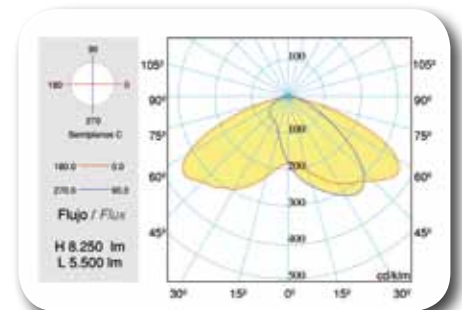 90
180 0
270
Semiplanos C
180.0 0.0
270.0 90.0
Flujo / Flux
H 8.250 lm
L 5.500 lm
105º 100 105º
90º 90º
100
75º 75º
200
60º 60º
300
45º 45º
400
500
cd/klm
30º 15º 0º 15º 30º